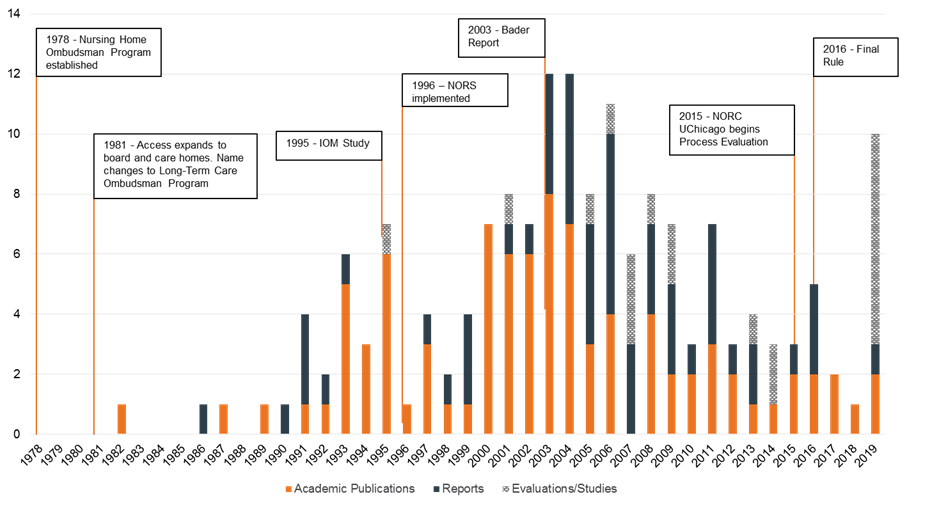 14
12
10
8
6
4
2
0
1978 - Nursing Home
Ombudsman Program
established
1981 - Access expands to
board and care homes. Name
changes to Long-Term Care
Ombudsman Program
1995 - IOM Study
1996 – NORS
implemented
2003 - Bader
Report
2015 - NORC
UChicago begins
Process Evaluation
2016 - Final
Rule
1978 1979 1980 1981 1982 1983 1984 1985 1986 1987 1988 1989 1990 1991 1992 1993 1994 1995 1996 1997 1998 1999 2000 2001 2002 2003 2004 2005 2006 2007 2008 2009 2010 2011 2012 2013 2014 2015 2016 2017 2018 2019
Academic Publications Reports Evaluations/Studies